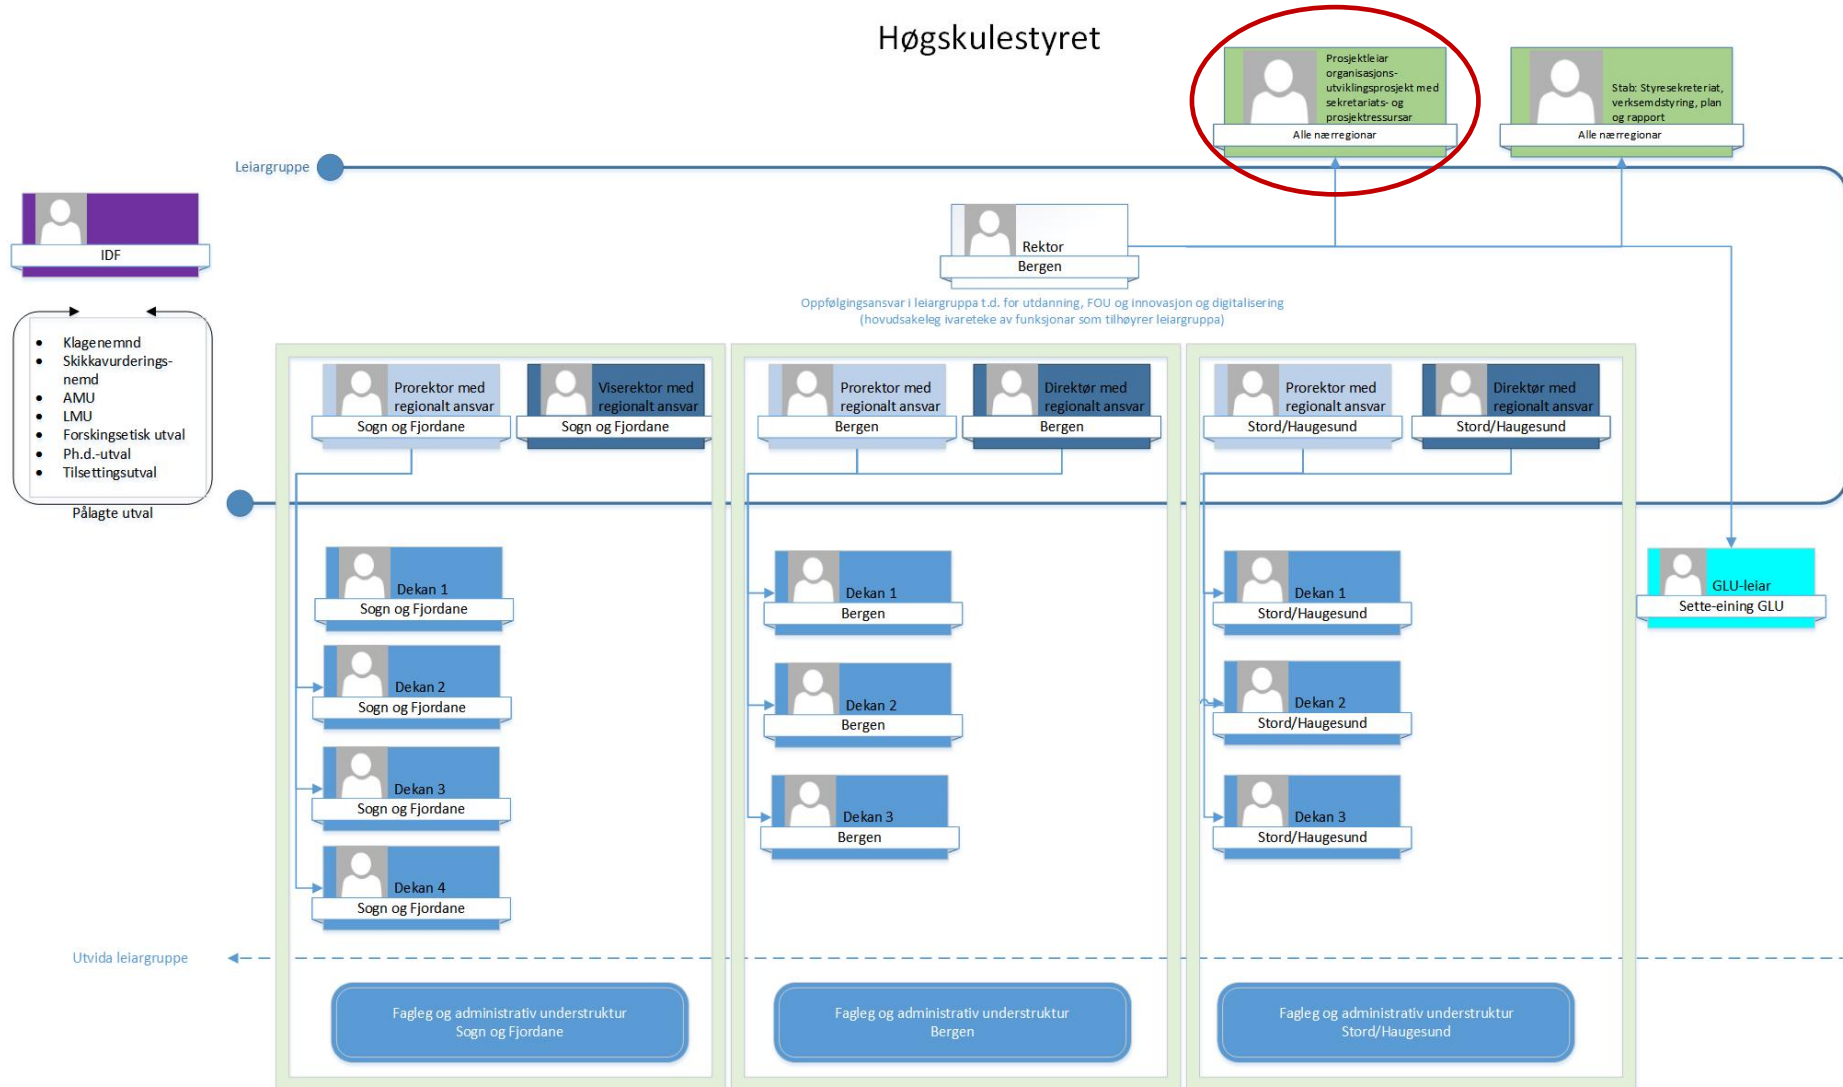 Høgskulestyret
Prosjektleiar
organisasjons-
utviklingsprosjekt med
sekretariats- og
prosjektressursar
Alle nærregionar
Stab: Styresekreteriat,
verksemdstyring, plan
og rapport
Alle nærregionar
Leiargruppe
IDF
Rektor
Bergen
Oppfølgingsansvar i leiargruppa t.d. for utdanning, FOU og innovasjon og digitalisering
(hovudsakeleg ivareteke av funksjonar som tilhøyrer leiargruppa)
Klagenemnd
Skikkavurderings-
nemd
AMU
LMU
Forskingsetisk utval
Ph.d.-utval
Tilsettingsutval
Pålagte utval
Prorektor med
regionalt ansvar
Sogn og Fjordane
Viserektor med
regionalt ansvar
Sogn og Fjordane
Dekan 1
Sogn og Fjordane
Dekan 2
Sogn og Fjordane
Dekan 3
Sogn og Fjordane
Dekan 4
Sogn og Fjordane
Prorektor med
regionalt ansvar
Bergen
Direktør med
regionalt ansvar
Bergen
Dekan 1
Bergen
Dekan 2
Bergen
Dekan 3
Bergen
Prorektor med
regionalt ansvar
Stord/Haugesund
Direktør med
regionalt ansvar
Stord/Haugesund
Dekan 1
Stord/Haugesund
Dekan 2
Stord/Haugesund
Dekan 3
Stord/Haugesund
GLU-leiar
Sette-eining GLU
Utvida leiargruppe
Fagleg og administrativ understruktur
Sogn og Fjordane
Fagleg og administrativ understruktur
Bergen
Fagleg og administrativ understruktur
Stord/Haugesund